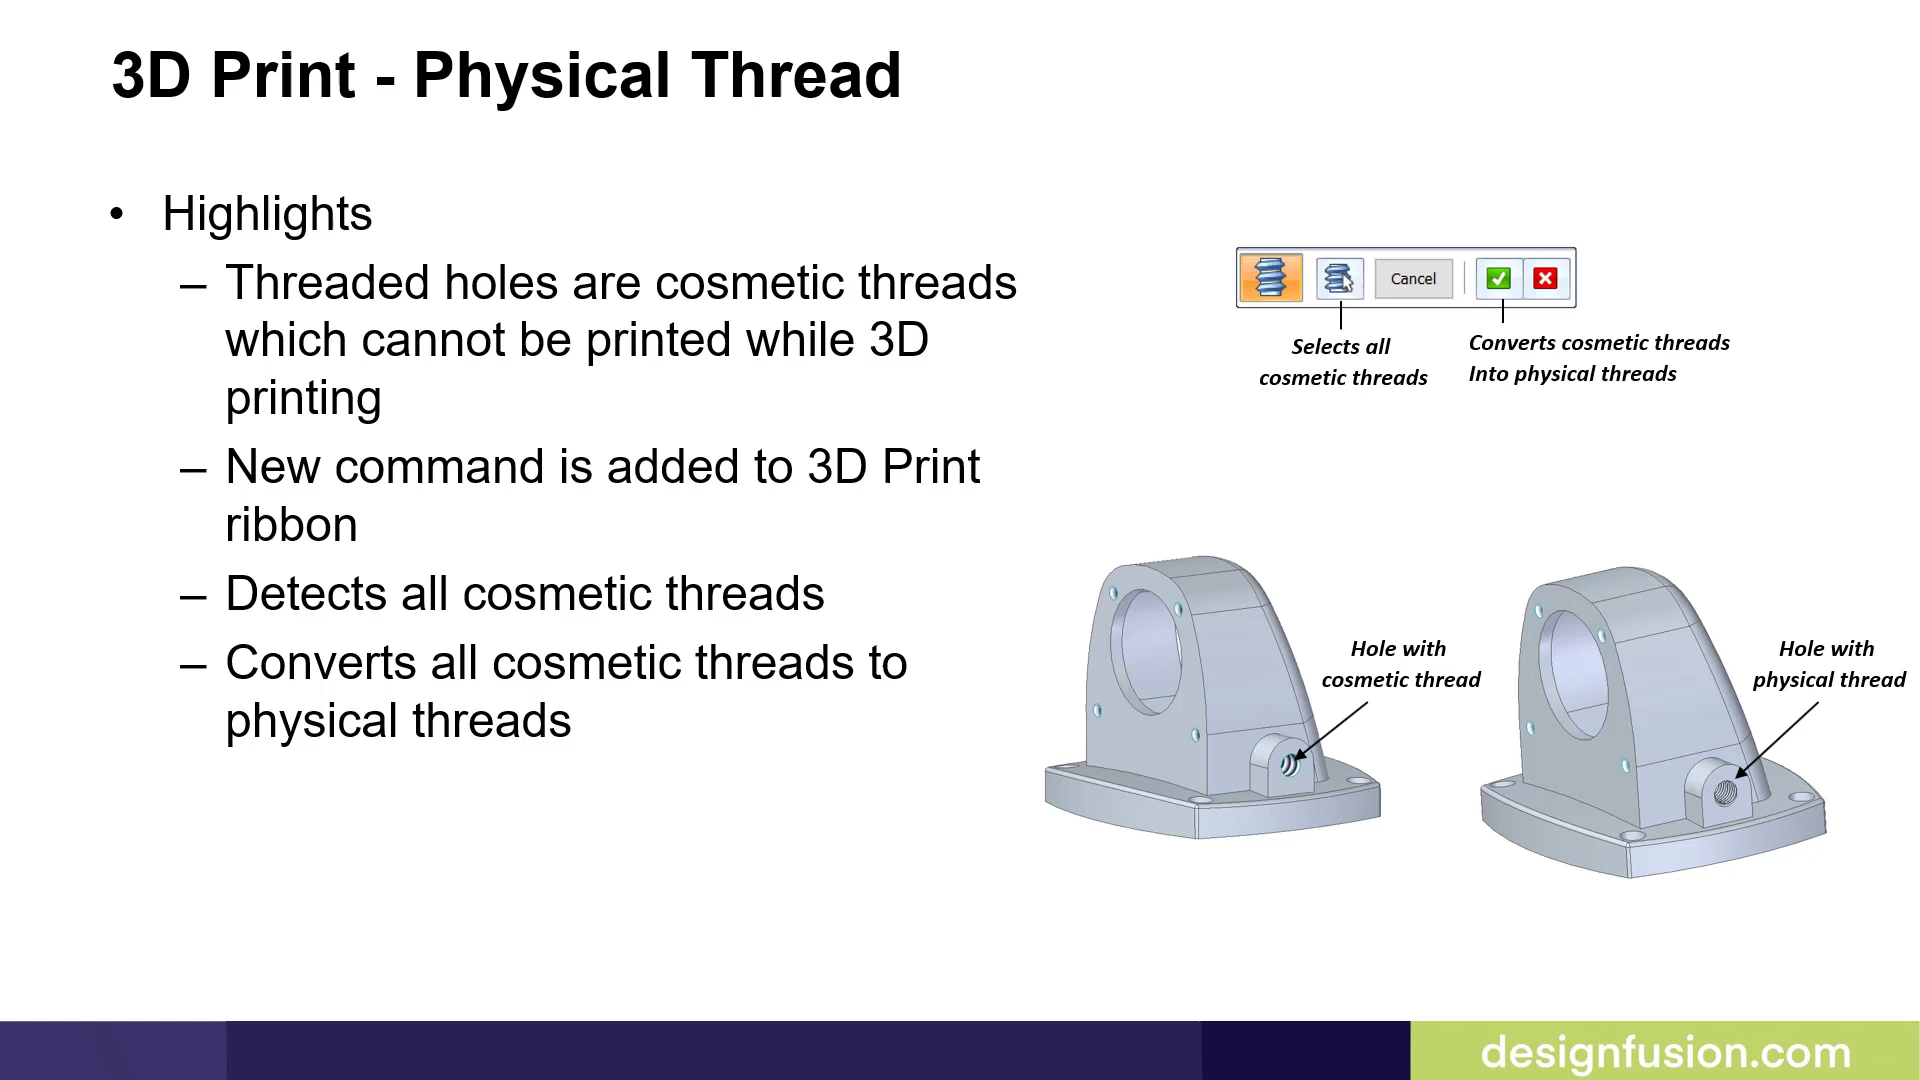 3D Print - Physical Thread
• Highlights
– Threaded holes are cosmetic threads
which cannot be printed while 3D
printing
– New command is added to 3D Print
ribbon
– Detects all cosmetic threads
– Converts all cosmetic threads to
physical threads
Cancel
Selects all
cosmetic threads
Converts cosmetic threads
Into physical threads
Hole with
cosmetic thread
Hole with
physical thread
designfusion.com